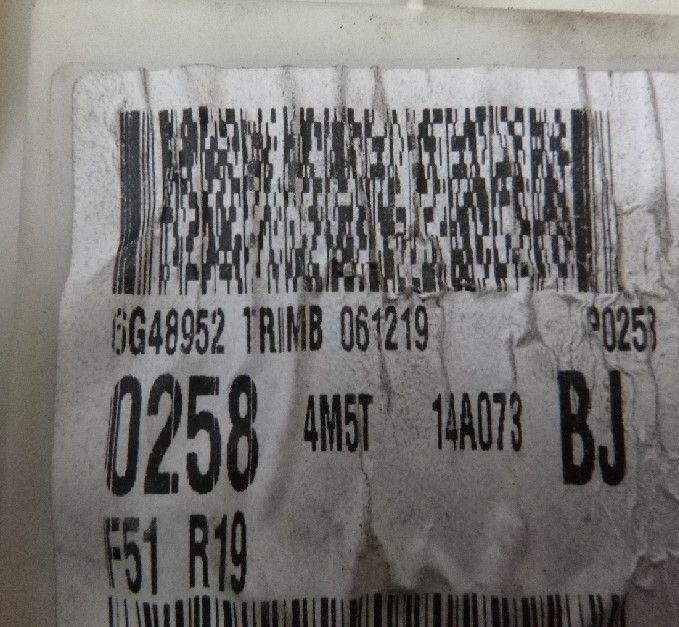 6G48952 TRIMB 061219 P0258
0258 4M5T 14A073 BJ
F51 R19